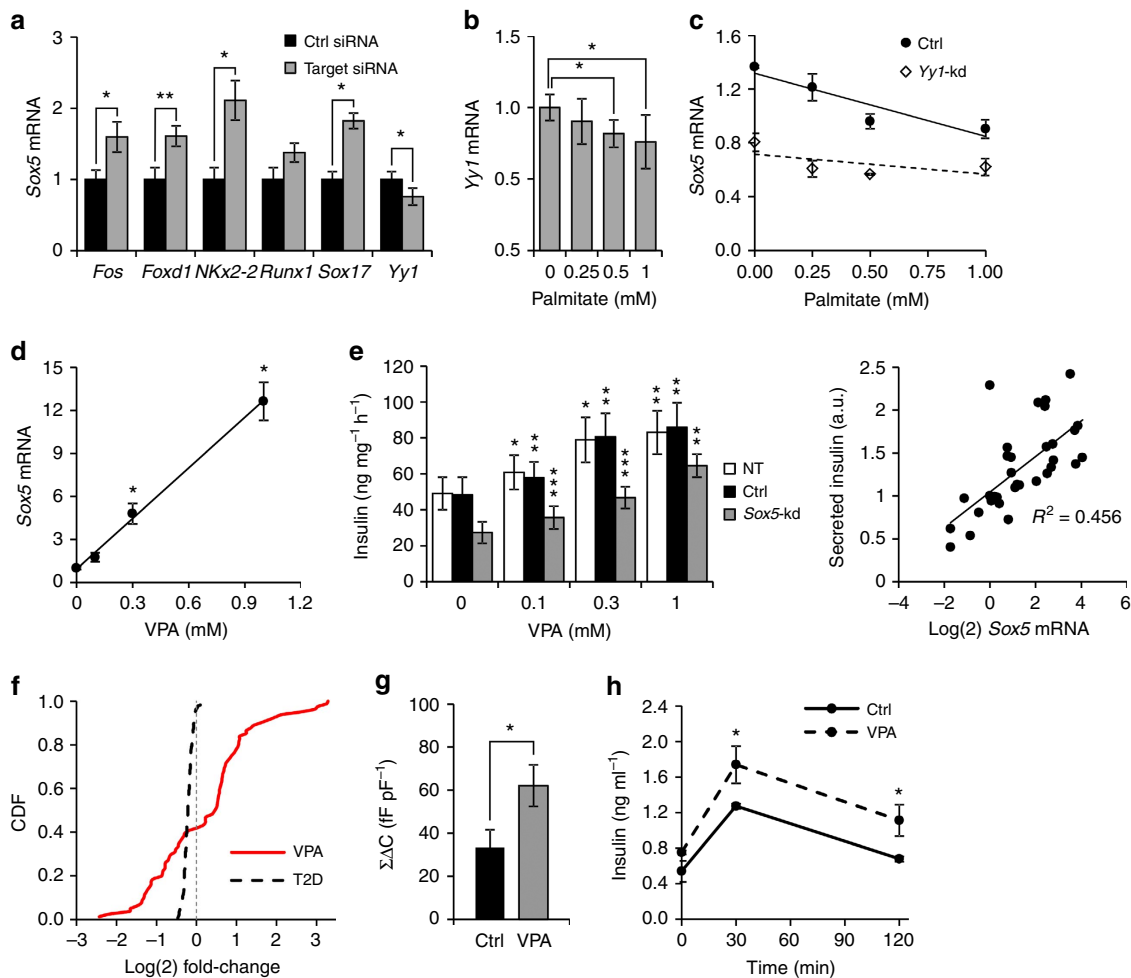 a
Sox5 mRNA
3
2
1
0
Ctrl siRNA
Target siRNA
*
**
*
*
*
Fos Foxd1 NKx2-2 Runx1 Sox17 Yy1
b
Yy1 mRNA
1.5
1.0
0.5
0.5
*
*
0 0.25 0.5 1
Palmitate (mM)
c
Sox5 mRNA
1.6
1.2
0.8
0.4
0.0
Ctrl
Yy1-kd
0.00 0.25 0.50 0.75 1.00
Palmitate (mM)
d
Sox5 mRNA
15
12
9
6
3
0
*
*
0 0.3 0.6 0.9 1.2
VPA (mM)
e
Insulin (ng mg⁻¹ h⁻¹)
120
100
80
60
40
20
0
* ** ***
* ** ***
** ** **
NT
Ctrl
Sox5-kd
0 0.1 0.3 1
VPA (mM)
Secreted insulin (a.u.)
2.5
2
1.5
1
0.5
0
R² = 0.456
−4 −2 0 2 4 6
Log(2) Sox5 mRNA
f
CDF
1.0
0.8
0.6
0.4
0.2
0.0
VPA
T2D
−3 −2 −1 0 1 2 3
Log(2) fold-change
g
ΣΔC (fF pF⁻¹)
100
80
60
40
20
0
*
Ctrl VPA
h
Insulin (ng ml⁻¹)
2.4
2.0
1.6
1.2
0.8
0.4
0.0
Ctrl
VPA
*
*
0 30 60 90 120
Time (min)